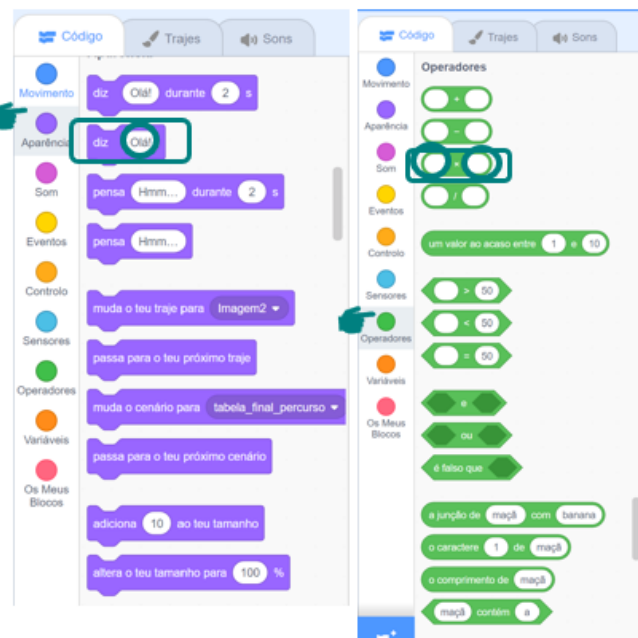 Código
Trajes
Sons
Movimento
Aparência
Som
Eventos
Controlo
Sensores
Operadores
Variáveis
Os Meus
Blocos
diz Olá! durante 2 s
diz Olá!
pensa Hmm... durante 2 s
pensa Hmm...
muda o teu traje para Imagem2
passa para o teu próximo traje
muda o cenário para tabela_final_percurso
passa para o teu próximo cenário
adiciona 10 ao teu tamanho
altera o teu tamanho para 100 %
Código
Trajes
Sons
Movimento
Aparência
Som
Eventos
Controlo
Sensores
Operadores
Variáveis
Os Meus
Blocos
Operadores
+
-
*
/
um valor ao acaso entre 1 e 10
> 50
< 50
= 50
e
ou
é falso que
a junção de maçã com banana
o caractere 1 de maçã
o comprimento de maçã
maçã contém a